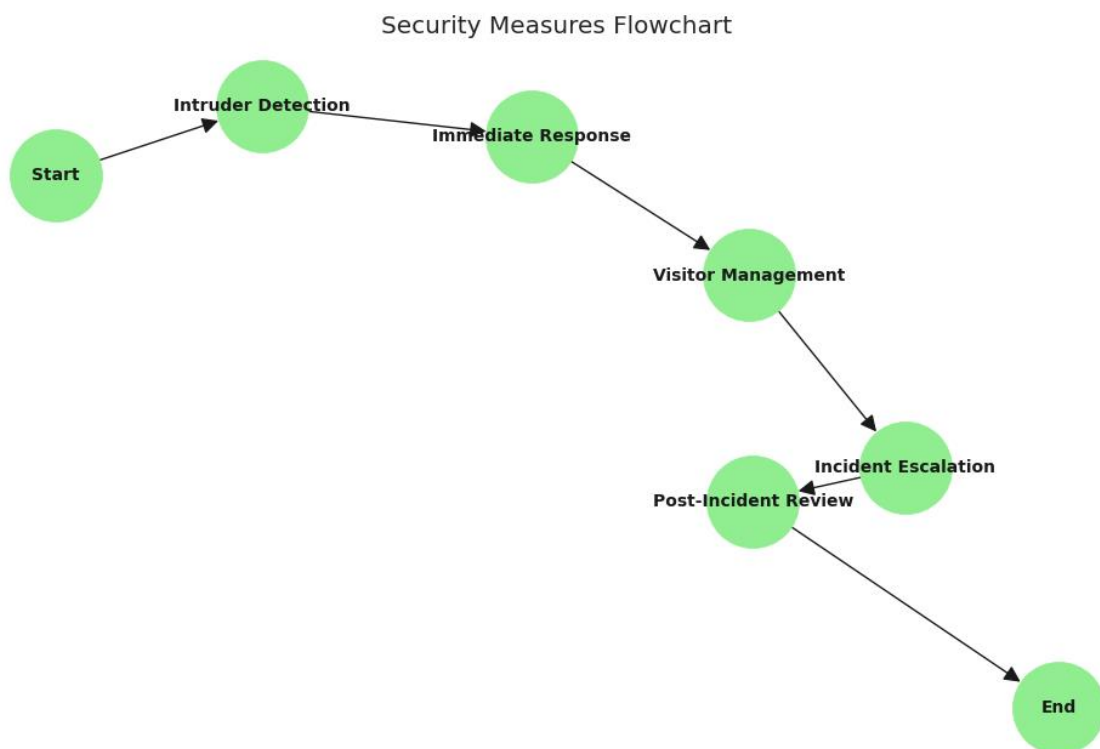 Security Measures Flowchart
Start
Intruder Detection
Immediate Response
Visitor Management
Incident Escalation
Post-Incident Review
End